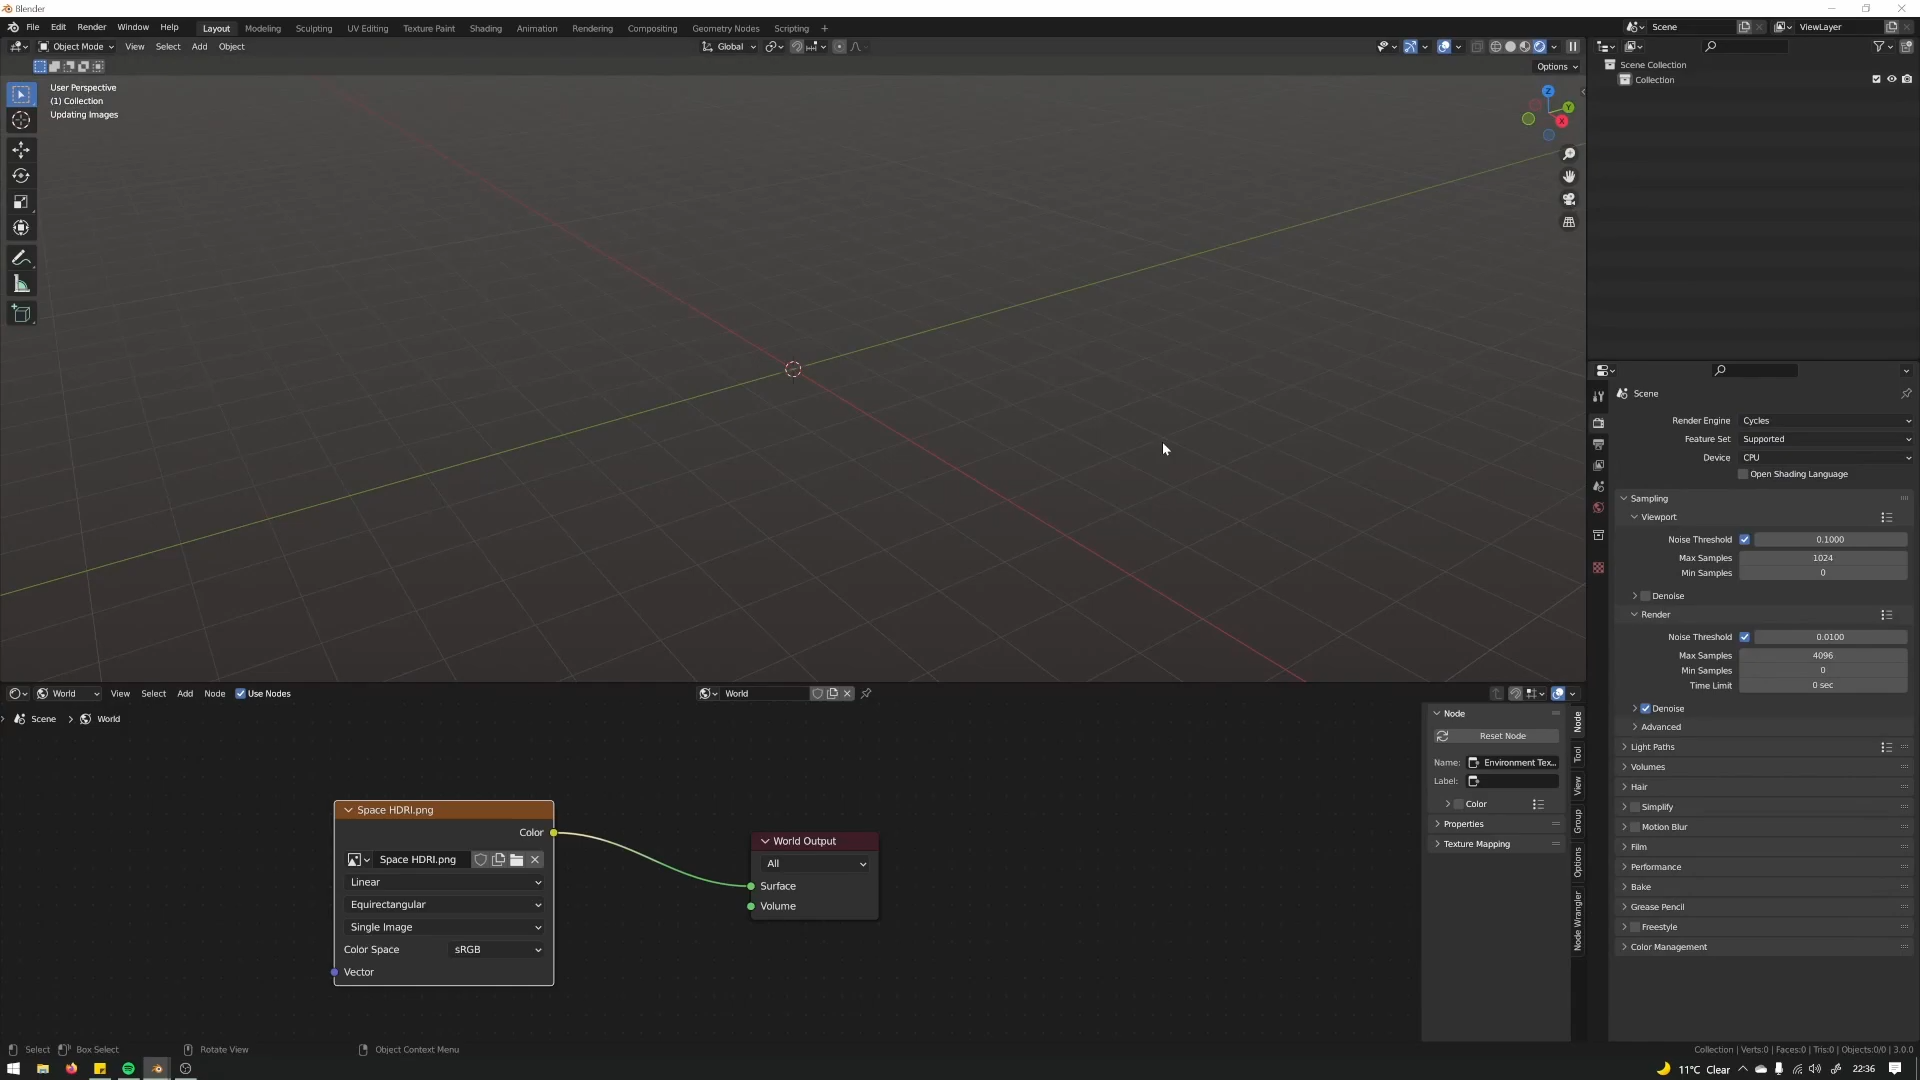 Blender
File Edit Render Window Help Layout Modeling Sculpting UV Editing Texture Paint Shading Animation Rendering Compositing Geometry Nodes Scripting + Scene ViewLayer
Object Mode View Select Add Object Global
Options
User Perspective
(1) Collection
Updating Images
Z
Y
X
Scene Collection
Collection
Scene
Render Engine Cycles
Feature Set Supported
Device CPU
Open Shading Language
Sampling
Viewport
Noise Threshold 0.1000
Max Samples 1024
Min Samples 0
Denoise
Render
Noise Threshold 0.0100
Max Samples 4096
Min Samples 0
Time Limit 0 sec
Denoise
Advanced
Light Paths
Volumes
Hair
Simplify
Motion Blur
Film
Performance
Bake
Grease Pencil
Freestyle
Color Management
World View Select Add Node Use Nodes World
Scene > World
Space HDRI.png
Color
Space HDRI.png
Linear
Equirectangular
Single Image
Color Space sRGB
Vector
World Output
All
Surface
Volume
Node
Reset Node
Name: Environment Tex...
Label:
Color
Properties
Texture Mapping
Node
Tool
View
Group
Options
Node Wrangler
Select Box Select Rotate View Object Context Menu
Collection | Verts:0 | Faces:0 | Tris:0 | Objects:0/0 | 3.0.0
11°C Clear 22:36